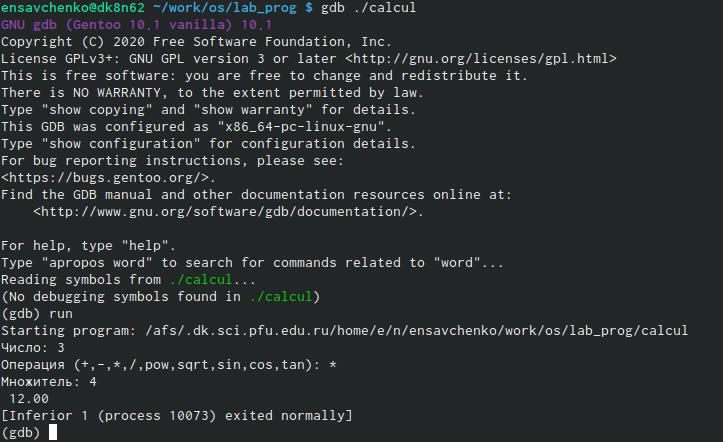 ensavchenko@dk8n62 ~/work/os/lab_prog $ gdb ./calcul
GNU gdb (Gentoo 10.1 vanilla) 10.1
Copyright (C) 2020 Free Software Foundation, Inc.
License GPLv3+: GNU GPL version 3 or later <http://gnu.org/licenses/gpl.html>
This is free software: you are free to change and redistribute it.
There is NO WARRANTY, to the extent permitted by law.
Type "show copying" and "show warranty" for details.
This GDB was configured as "x86_64-pc-linux-gnu".
Type "show configuration" for configuration details.
For bug reporting instructions, please see:
<https://bugs.gentoo.org/>.
Find the GDB manual and other documentation resources online at:
    <http://www.gnu.org/software/gdb/documentation/>.

For help, type "help".
Type "apropos word" to search for commands related to "word"...
Reading symbols from ./calcul...
(No debugging symbols found in ./calcul)
(gdb) run
Starting program: /afs/.dk.sci.pfu.edu.ru/home/e/n/ensavchenko/work/os/lab_prog/calcul
Число: 3
Операция (+,-,*,/,pow,sqrt,sin,cos,tan): *
Множитель: 4
 12.00
[Inferior 1 (process 10073) exited normally]
(gdb)